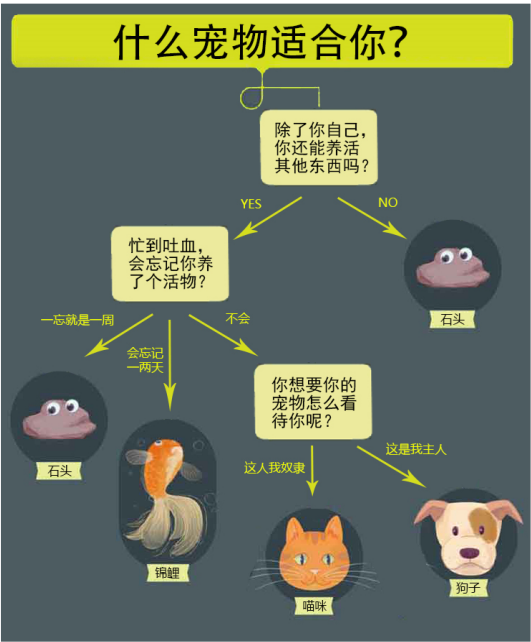 什么宠物适合你？
除了你自己，
你还能养活
其他东西吗？
YES
NO
忙到吐血，
会忘记你养
了个活物？
石头
一忘就是一周
会忘记
一两天
不会
你想要你的
宠物怎么看
待你呢？
石头
这人我奴隶
这是我主人
锦鲤
喵咪
狗子